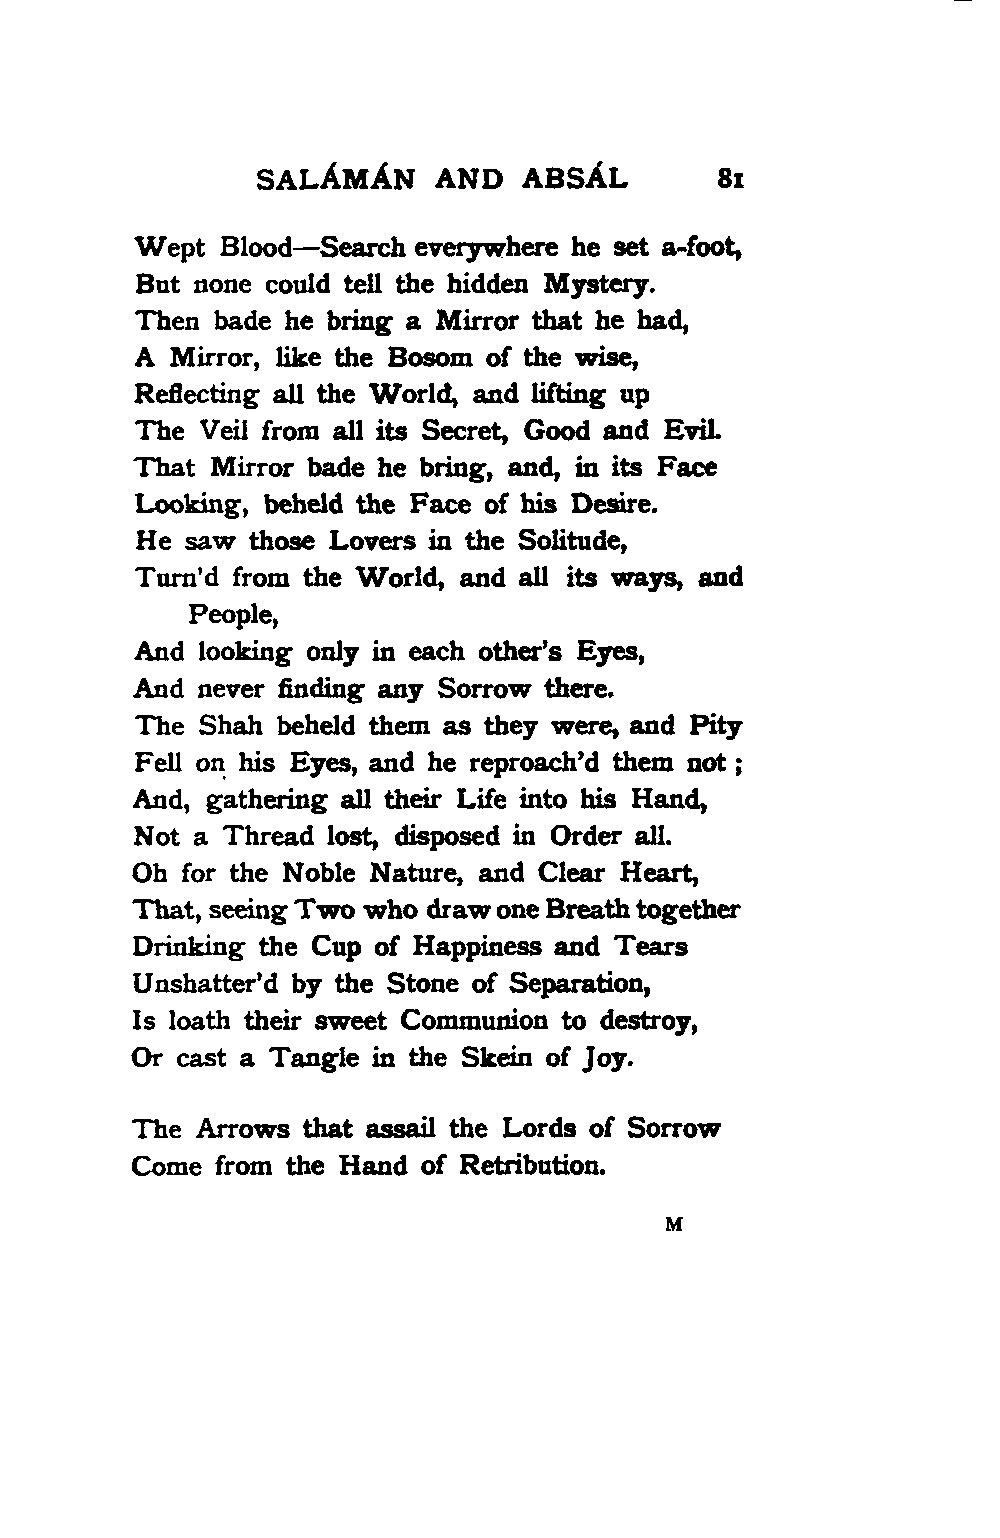 SALÁMÁN AND ABSÁL 81
Wept Blood—Search everywhere he set a-foot,
But none could tell the hidden Mystery.
Then bade he bring a Mirror that he had,
A Mirror, like the Bosom of the wise,
Reflecting all the World, and lifting up
The Veil from all its Secret, Good and Evil.
That Mirror bade he bring, and, in its Face
Looking, beheld the Face of his Desire.
He saw those Lovers in the Solitude,
Turn'd from the World, and all its ways, and
People,
And looking only in each other's Eyes,
And never finding any Sorrow there.
The Shah beheld them as they were, and Pity
Fell on his Eyes, and he reproach'd them not ;
And, gathering all their Life into his Hand,
Not a Thread lost, disposed in Order all.
Oh for the Noble Nature, and Clear Heart,
That, seeing Two who draw one Breath together
Drinking the Cup of Happiness and Tears
Unshatter'd by the Stone of Separation,
Is loath their sweet Communion to destroy,
Or cast a Tangle in the Skein of Joy.
The Arrows that assail the Lords of Sorrow
Come from the Hand of Retribution.
M